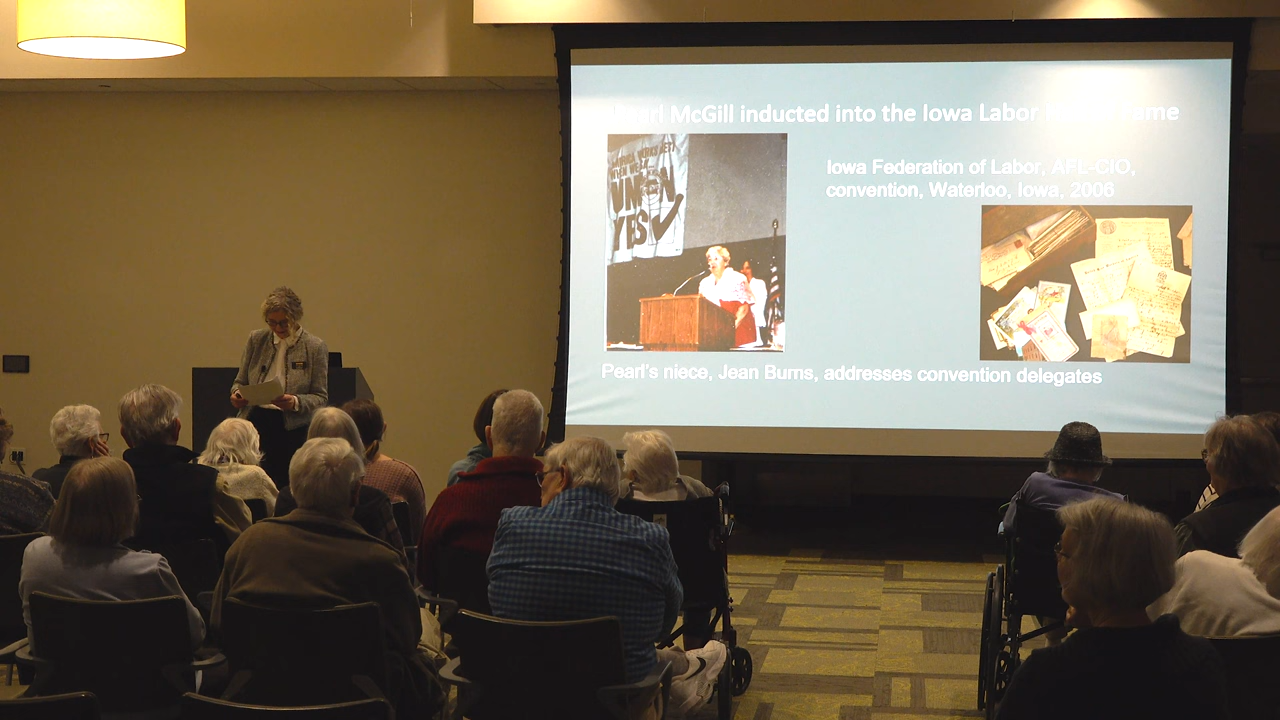 McGill inducted into the Iowa Labor
Iowa Federation of Labor, AFL-CIO,
convention, Waterloo, Iowa, 2006
UNION
YES
Pearl's niece, Jean Burns, addresses convention delegates